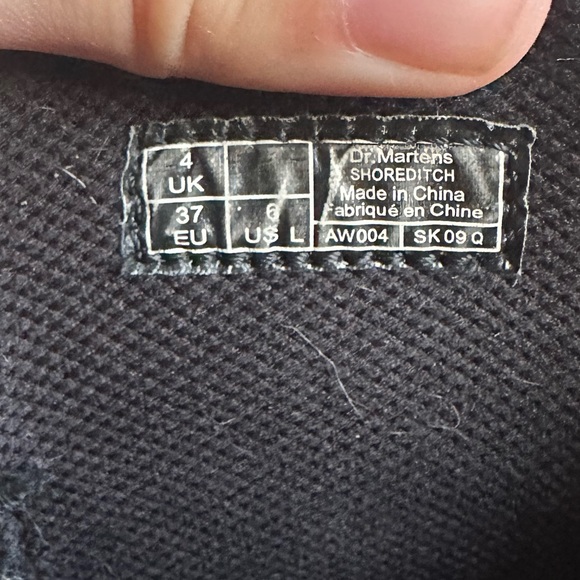 4
UK
37
EU
6
US L
Dr.Martens
SHOREDITCH
Made in China
Fabriqué en Chine
AW004
SK 09 Q